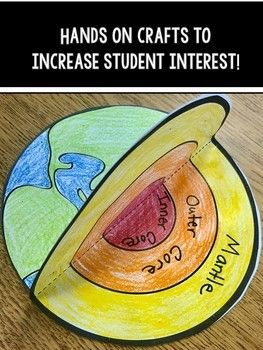 HANDS ON CRAFTS TO
INCREASE STUDENT INTEREST!
Inner Core
Outer Core
Mantle